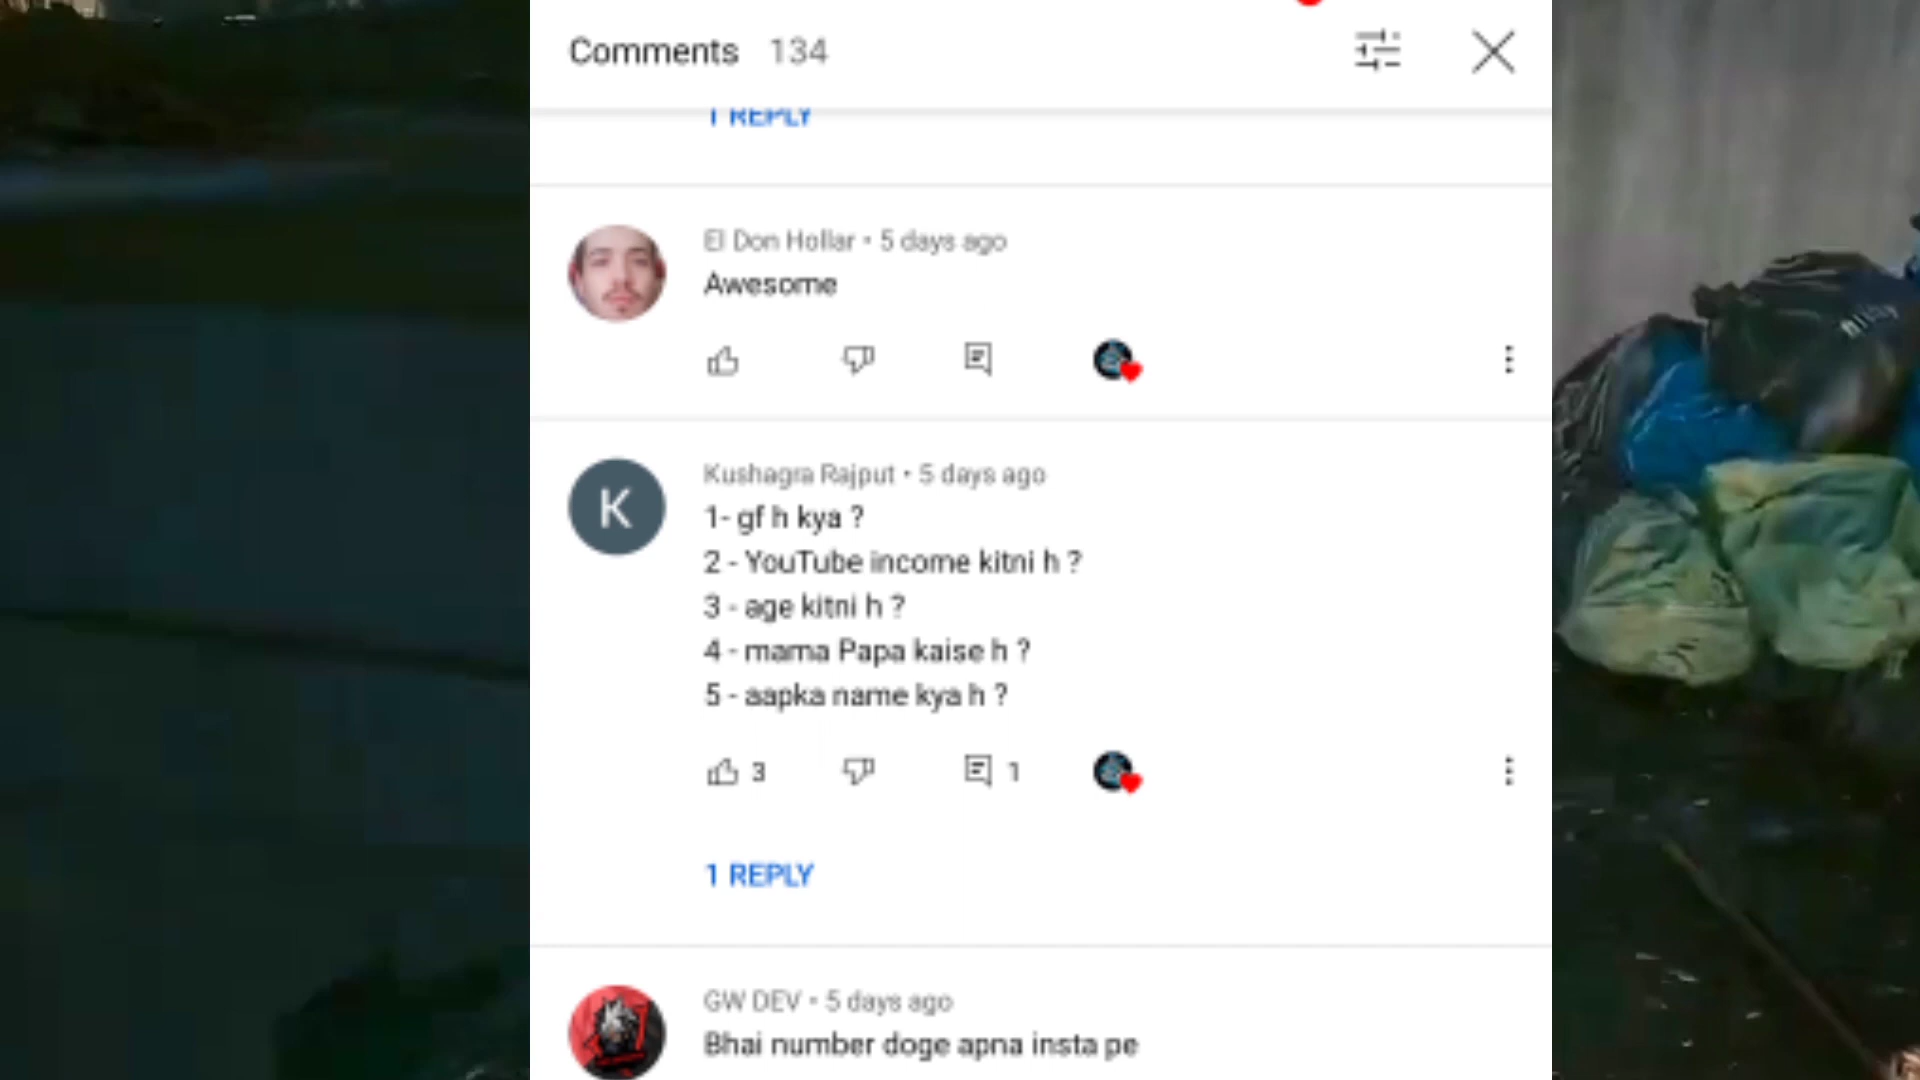 Comments 134
1 REPLY
El Don Hollar • 5 days ago
Awesome
K
Kushagra Rajput • 5 days ago
1- gf h kya ?
2 - YouTube income kitni h ?
3 - age kitni h ?
4 - mama Papa kaise h ?
5 - aapka name kya h ?
3
1
1 REPLY
GW DEV • 5 days ago
Bhai number doge apna insta pe